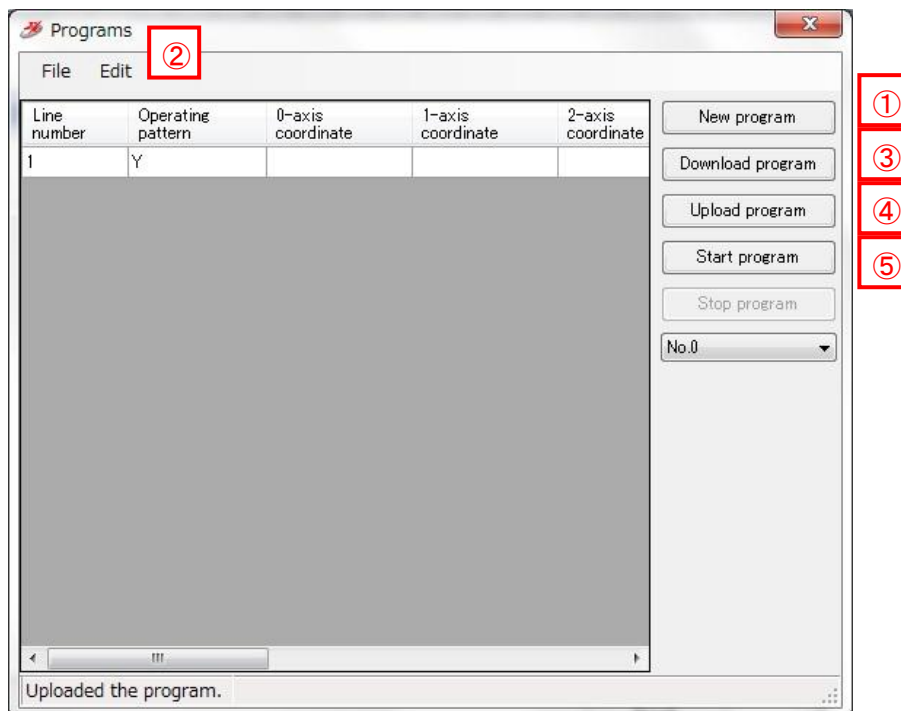 Programs
File Edit ②
Line number Operating pattern 0-axis coordinate 1-axis coordinate 2-axis coordinate
1 Y
New program ①
Download program ③
Upload program ④
Start program ⑤
Stop program
No.0
Uploaded the program.